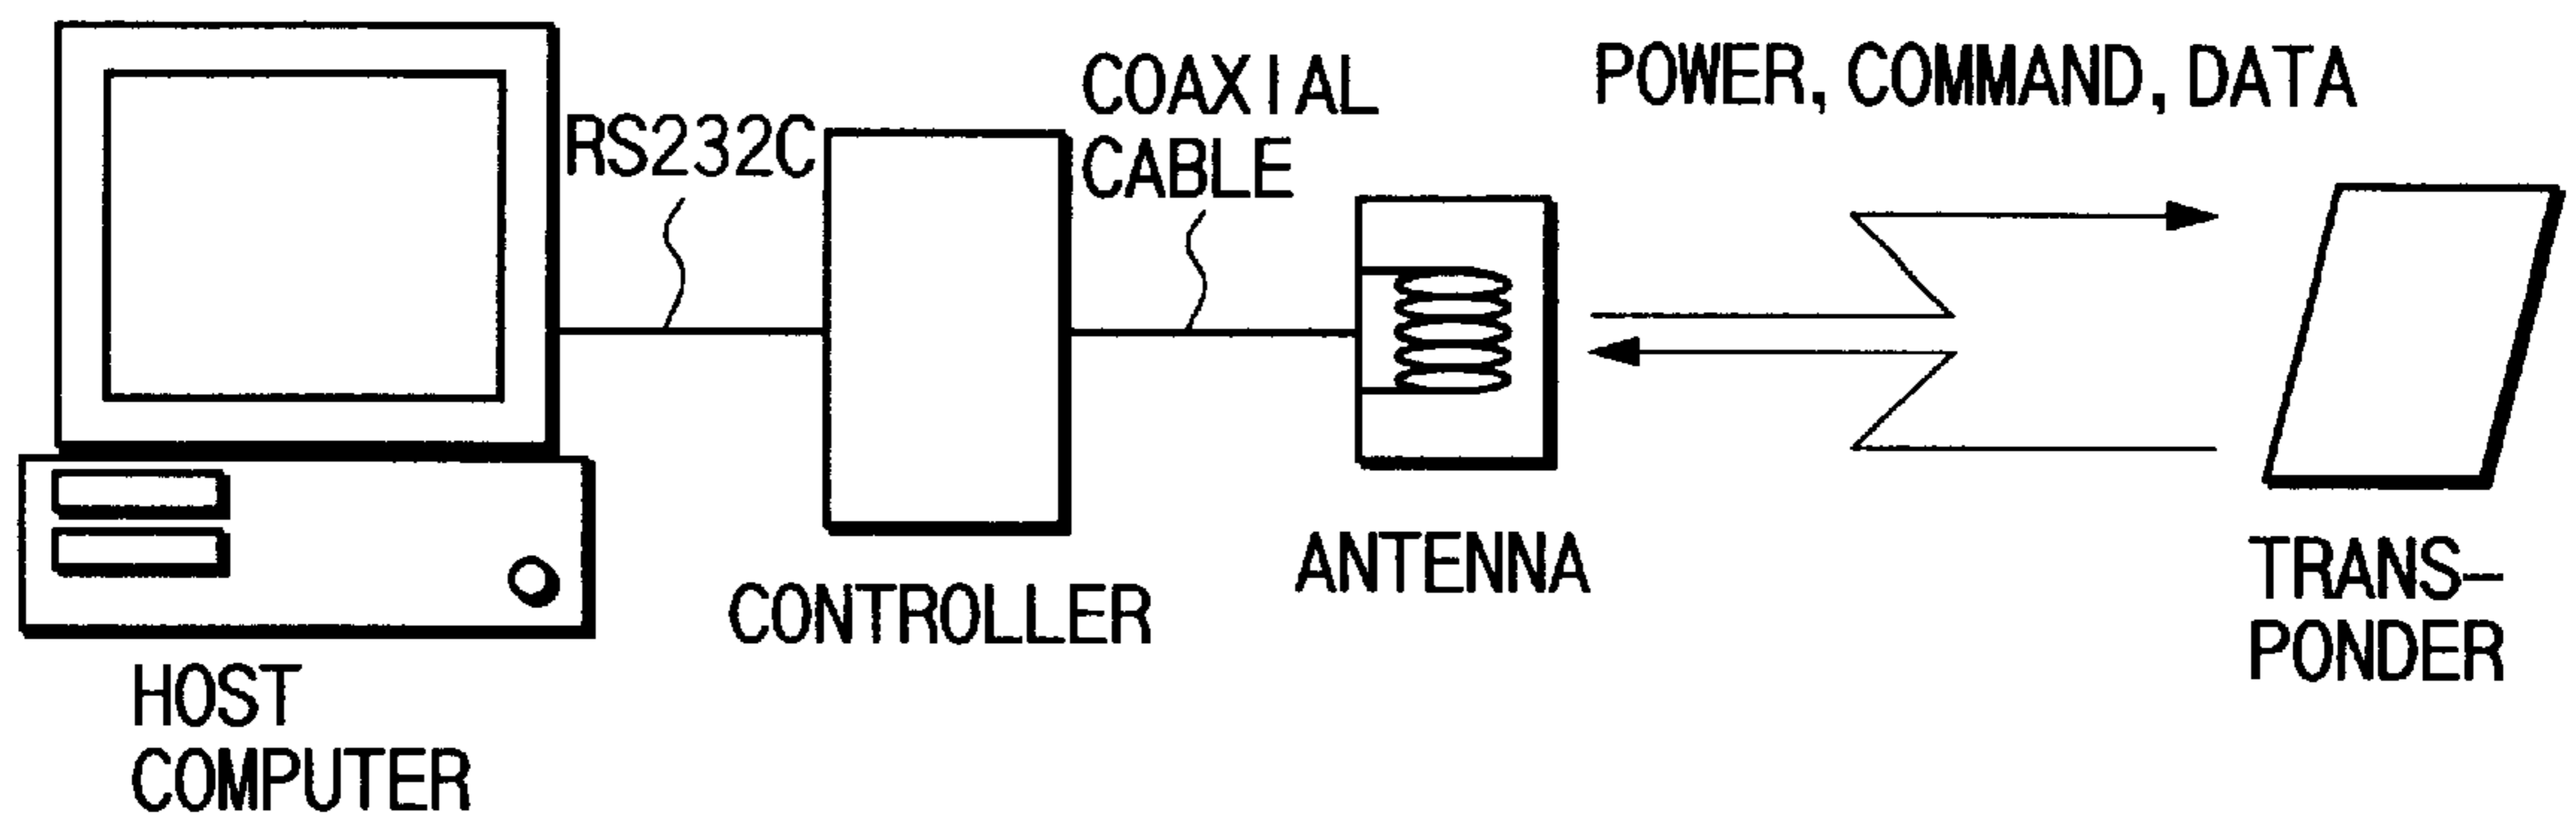 RS232C
COAXIAL
CABLE
POWER, COMMAND, DATA
HOST
COMPUTER
CONTROLLER
ANTENNA
TRANS-
PONDER